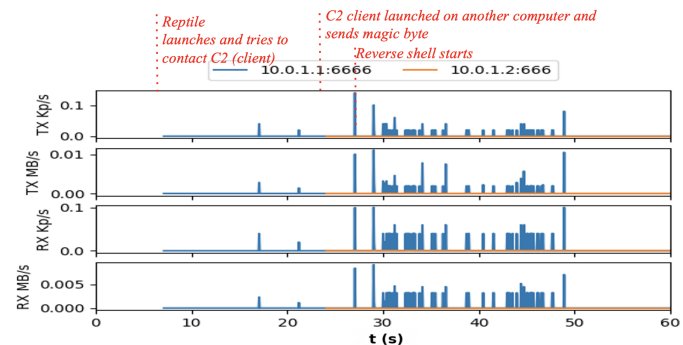 Reptile
launches and tries to
contact C2 (client)
C2 client launched on another computer and
sends magic byte
Reverse shell starts
10.0.1.1:6666
10.0.1.2:666
TX Kp/s
0.1
0.0
TX MB/s
0.01
0.00
RX Kp/s
0.1
0.0
RX MB/s
0.005
0.000
0 10 20 30 40 50 60
t (s)